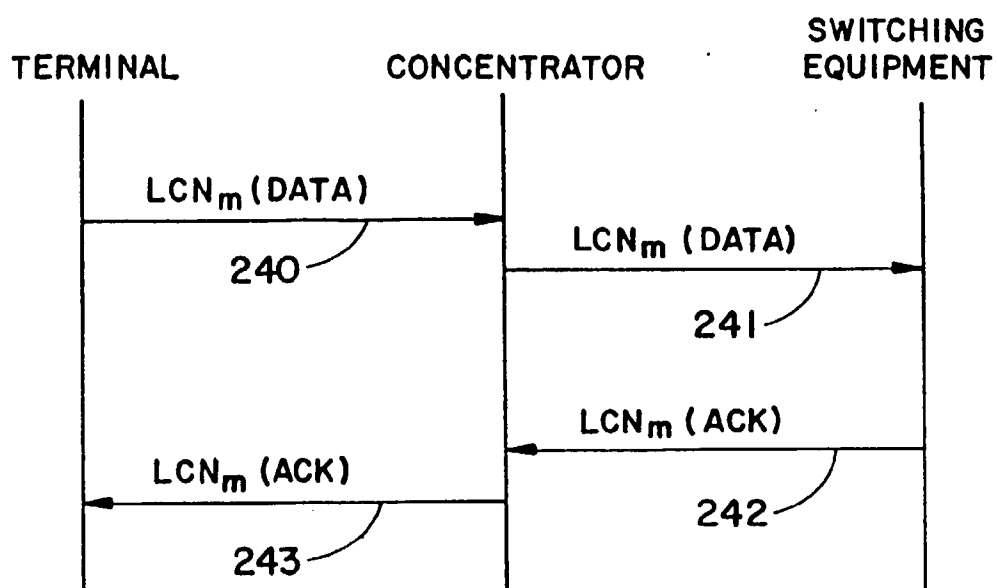 TERMINAL
CONCENTRATOR
SWITCHING
EQUIPMENT
LCNm (DATA)
240
LCNm (DATA)
241
LCNm (ACK)
242
LCNm (ACK)
243